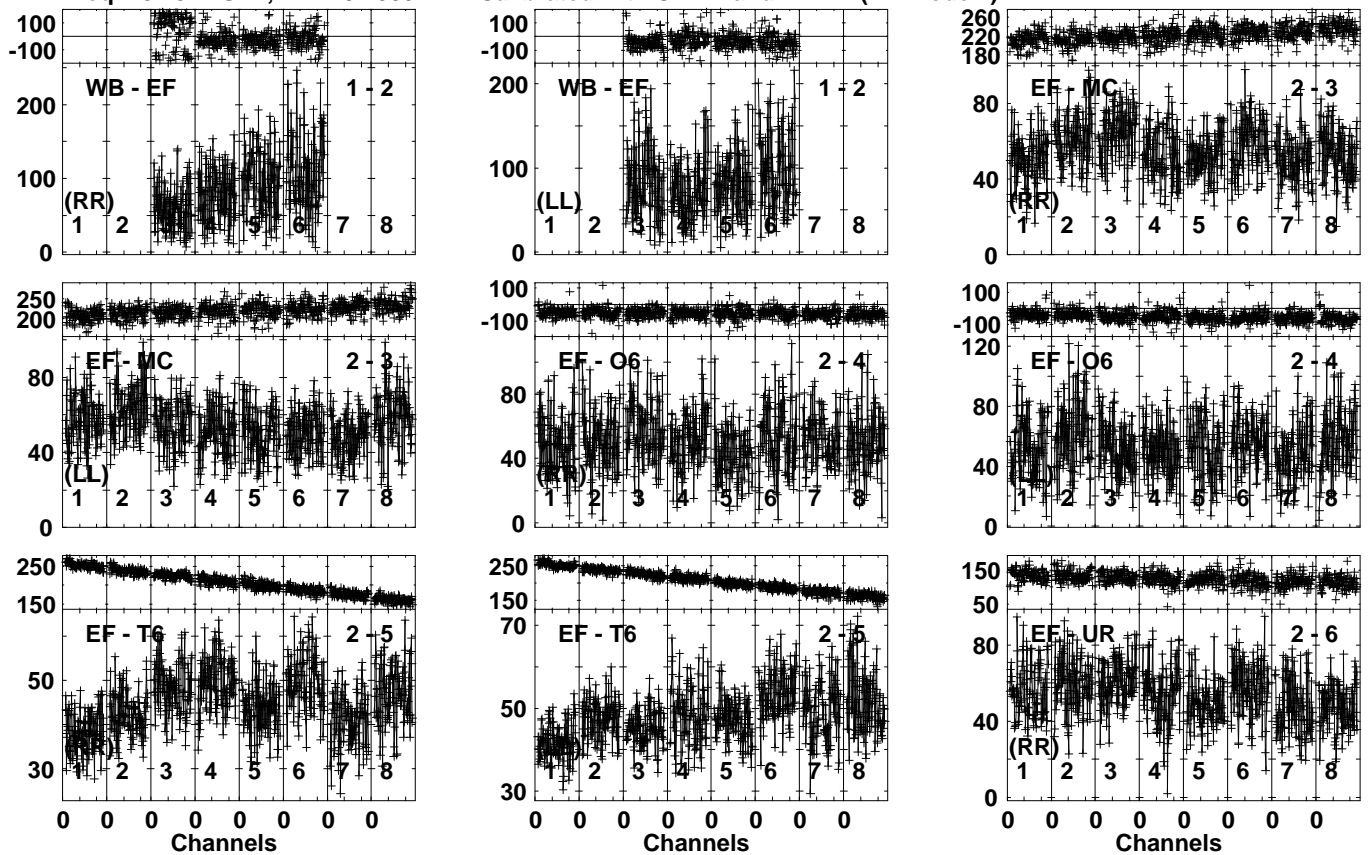 100 -100 WB - EF 1 - 2 200 100 0 (RR) 1 2 3 4 5 6 7 8
100 -100 WB - EF 1 - 2 200 100 0 (LL) 1 2 3 4 5 6 7 8
260 220 180 EF - MC 2 - 3 80 40 0 (RR) 1 2 3 4 5 6 7 8
250 200 EF - MC 2 - 3 80 40 0 (LL) 1 2 3 4 5 6 7 8
100 -100 EF - O6 2 - 4 80 40 0 (RR) 1 2 3 4 5 6 7 8
100 -100 EF - O6 2 - 4 120 80 40 0 (LL) 1 2 3 4 5 6 7 8
250 150 EF - T6 2 - 5 50 30 (RR) 1 2 3 4 5 6 7 8
250 150 EF - T6 2 - 5 70 50 30 1 2 3 4 5 6 7 8
150 50 EF - UR 2 - 6 80 40 0 (RR) 1 2 3 4 5 6 7 8
0 0 0 0 0 0 0 0 0 0 0 0 0 0 0 0 0 0 0 0 0 0 0 0
Channels Channels Channels